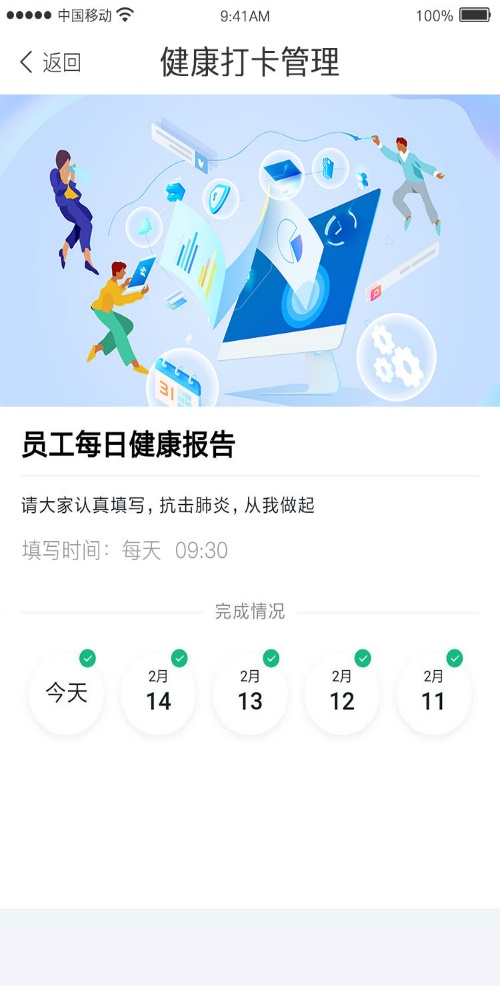 中国移动 9:41AM 100%
返回 健康打卡管理
31
员工每日健康报告
请大家认真填写,抗击肺炎,从我做起
填写时间：每天 09:30
完成情况
今天
2月
14
2月
13
2月
12
2月
11